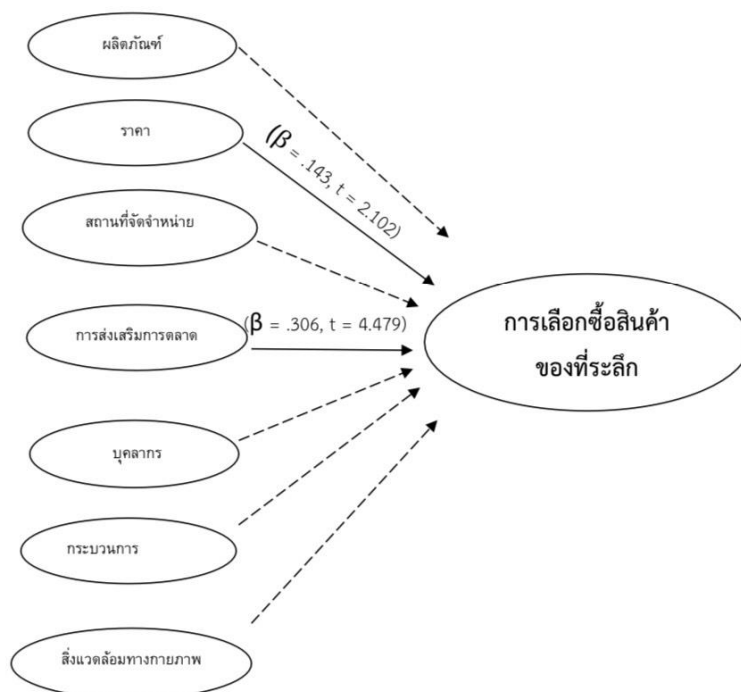 ผลิตภัณฑ์
ราคา
(β = .143, t = 2.102)
สถานที่จัดจำหน่าย
การส่งเสริมการตลาด
(β = .306, t = 4.479)
การเลือกซื้อสินค้า
ของที่ระลึก
บุคลากร
กระบวนการ
สิ่งแวดล้อมทางกายภาพ